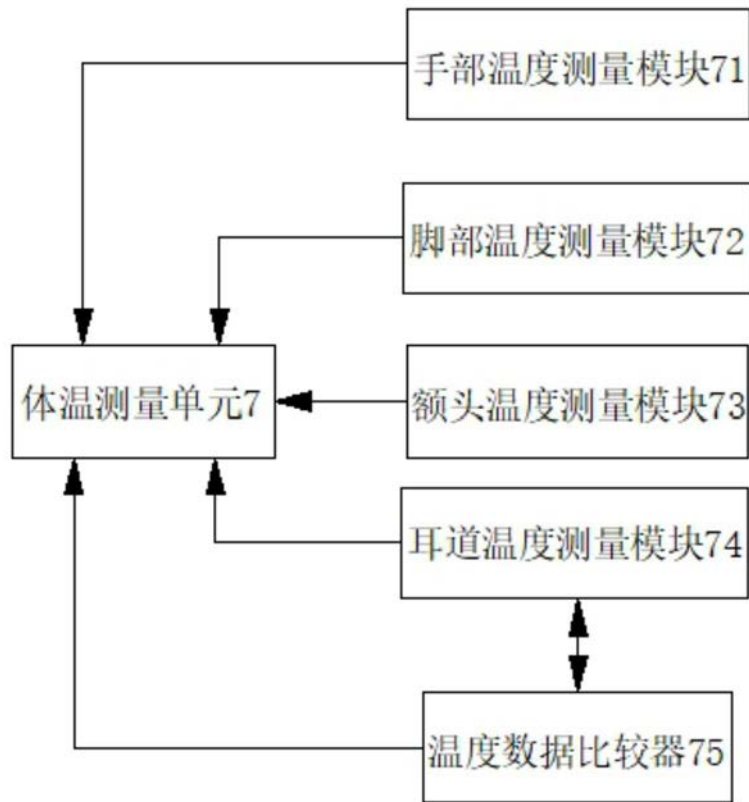 手部温度测量模块71
脚部温度测量模块72
体温测量单元7
额头温度测量模块73
耳道温度测量模块74
温度数据比较器75